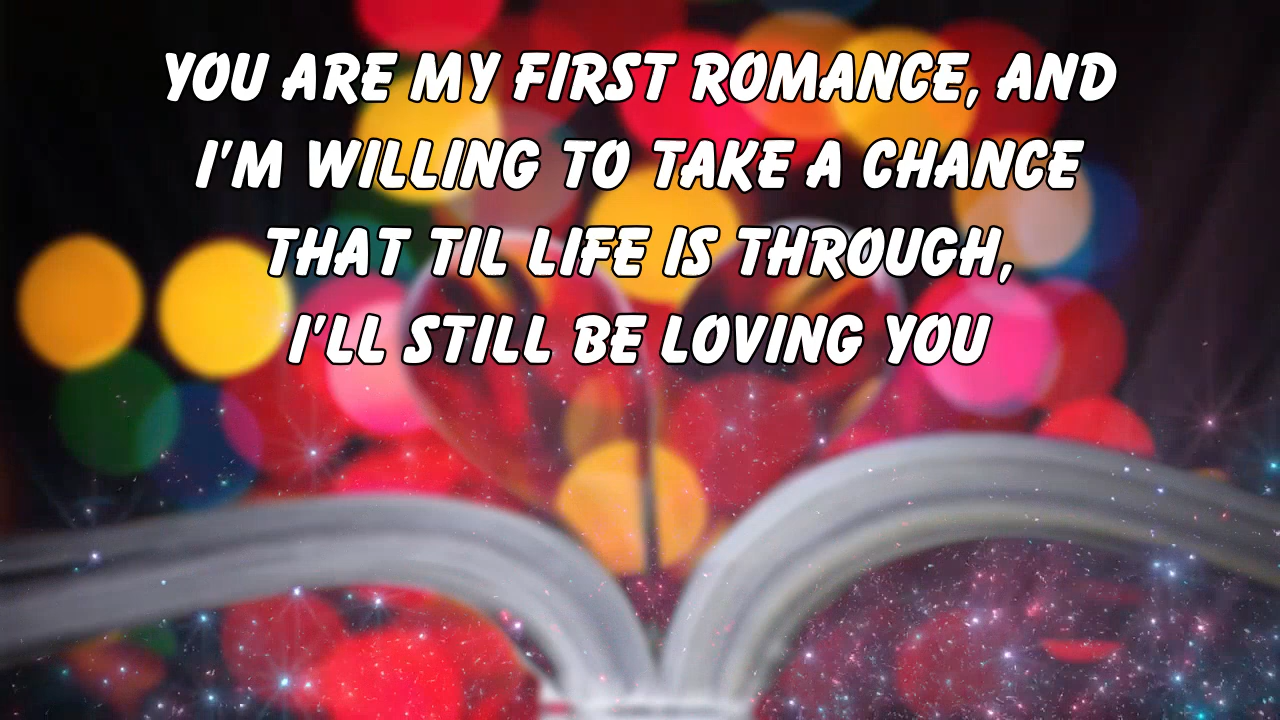 YOU ARE MY FIRST ROMANCE, AND
I'M WILLING TO TAKE A CHANCE
THAT TIL LIFE IS THROUGH,
I'LL STILL BE LOVING YOU